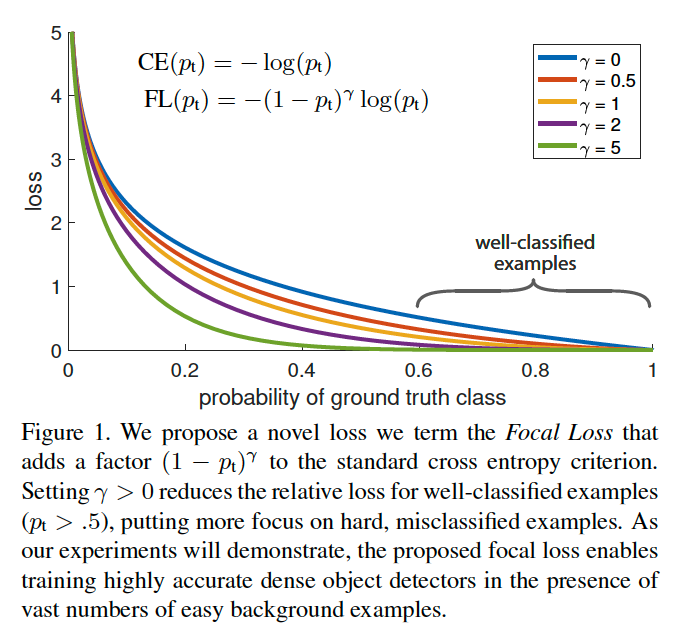 5
4
3
2
1
0
loss
CE(pt) = − log(pt)
FL(pt) = −(1 − pt)^γ log(pt)
γ = 0
γ = 0.5
γ = 1
γ = 2
γ = 5
well-classified
examples
0 0.2 0.4 0.6 0.8 1
probability of ground truth class
Figure 1. We propose a novel loss we term the Focal Loss that
adds a factor (1 − pt)^γ to the standard cross entropy criterion.
Setting γ > 0 reduces the relative loss for well-classified examples
(pt > .5), putting more focus on hard, misclassified examples. As
our experiments will demonstrate, the proposed focal loss enables
training highly accurate dense object detectors in the presence of
vast numbers of easy background examples.